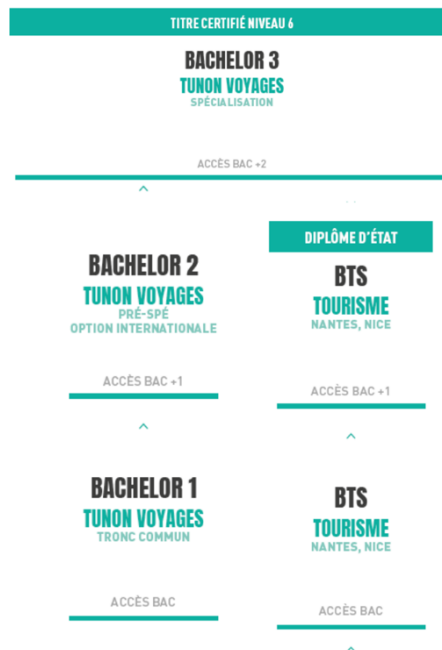 TITRE CERTIFIÉ NIVEAU 6
BACHELOR 3
TUNON VOYAGES
SPÉCIALISATION
ACCÈS BAC +2
BACHELOR 2
TUNON VOYAGES
PRÉ-SPÉ
OPTION INTERNATIONALE
ACCÈS BAC +1
DIPLÔME D'ÉTAT
BTS
TOURISME
NANTES, NICE
ACCÈS BAC +1
BACHELOR 1
TUNON VOYAGES
TRONC COMMUN
ACCÈS BAC
BTS
TOURISME
NANTES, NICE
ACCÈS BAC